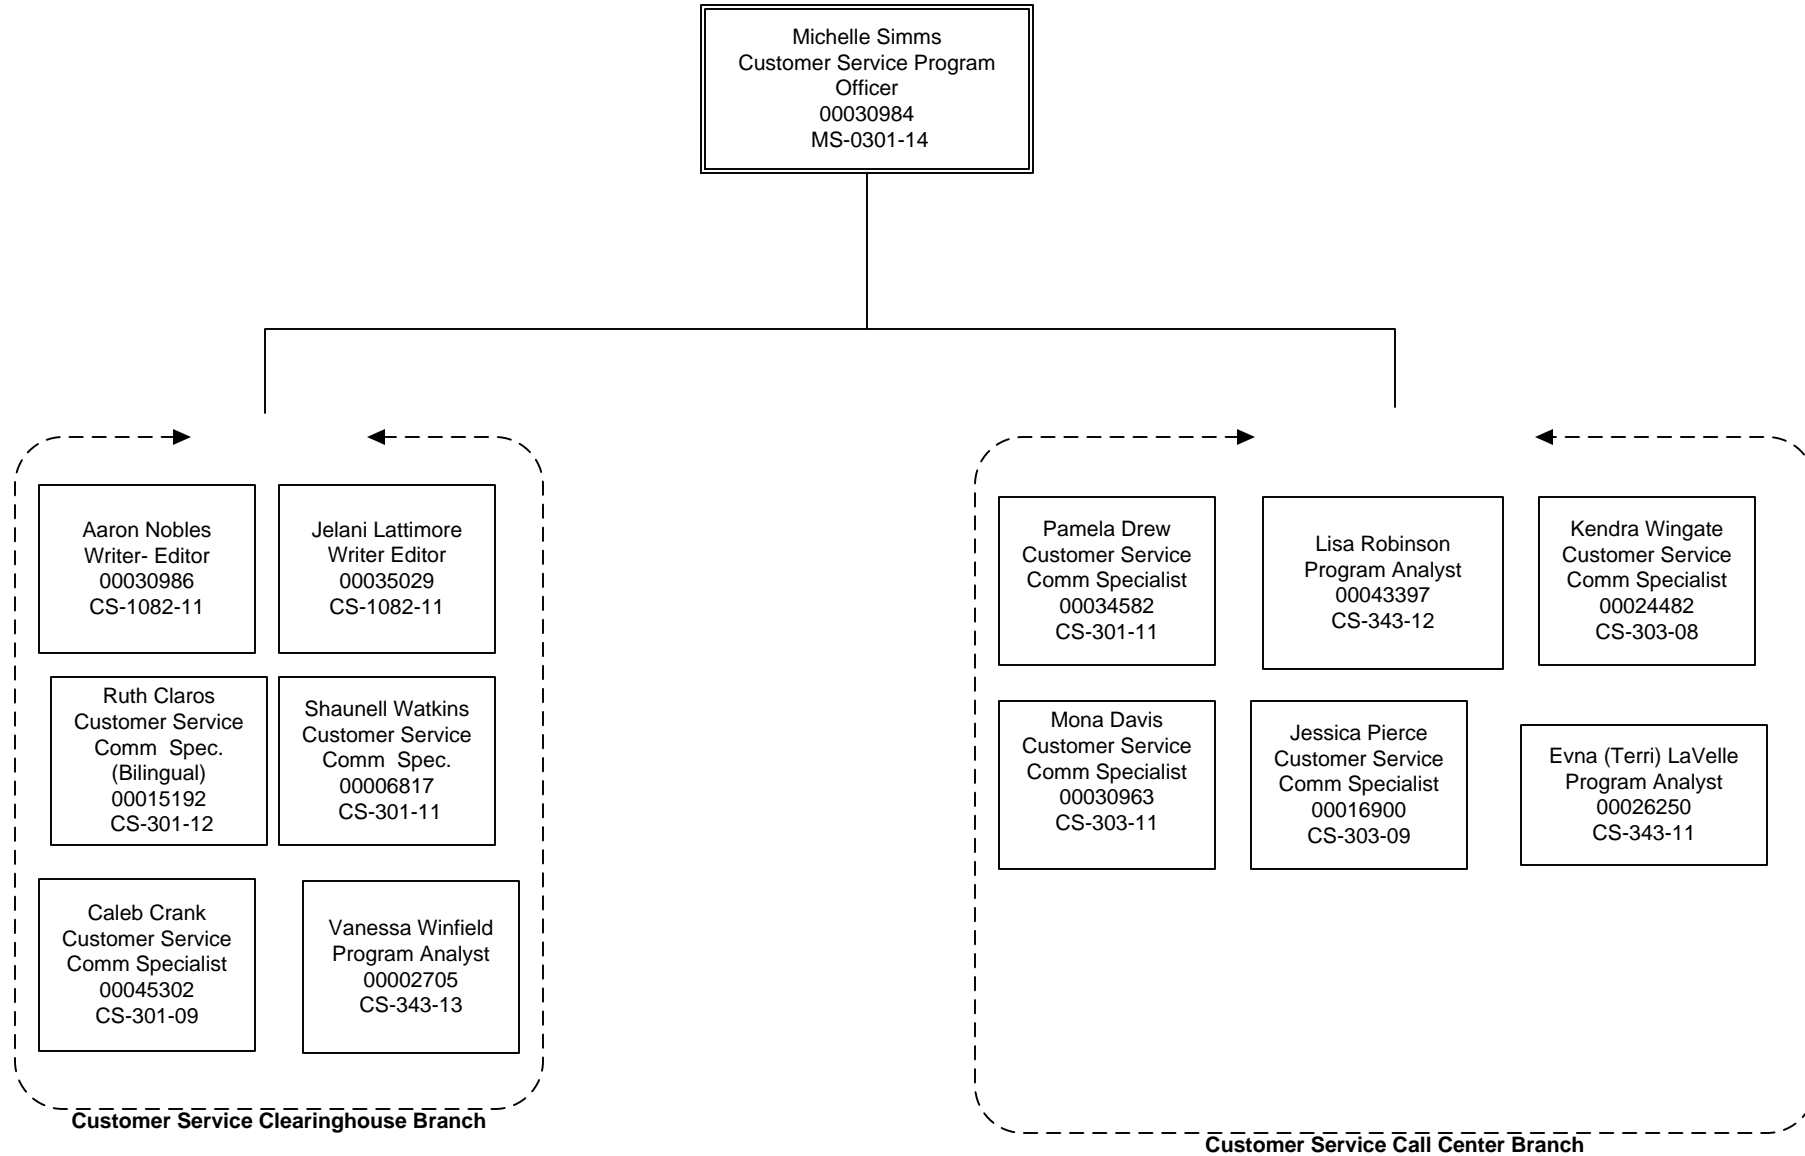 Michelle Simms
Customer Service Program
Officer
00030984
MS-0301-14
Aaron Nobles
Writer- Editor
00030986
CS-1082-11
Jelani Lattimore
Writer Editor
00035029
CS-1082-11
Ruth Claros
Customer Service
Comm  Spec.
(Bilingual)
00015192
CS-301-12
Shaunell Watkins
Customer Service
Comm  Spec.
00006817
CS-301-11
Caleb Crank
Customer Service
Comm Specialist
00045302
CS-301-09
Vanessa Winfield
Program Analyst
00002705
CS-343-13
Customer Service Clearinghouse Branch
Pamela Drew
Customer Service
Comm Specialist
00034582
CS-301-11
Lisa Robinson
Program Analyst
00043397
CS-343-12
Kendra Wingate
Customer Service
Comm Specialist
00024482
CS-303-08
Mona Davis
Customer Service
Comm Specialist
00030963
CS-303-11
Jessica Pierce
Customer Service
Comm Specialist
00016900
CS-303-09
Evna (Terri) LaVelle
Program Analyst
00026250
CS-343-11
Customer Service Call Center Branch